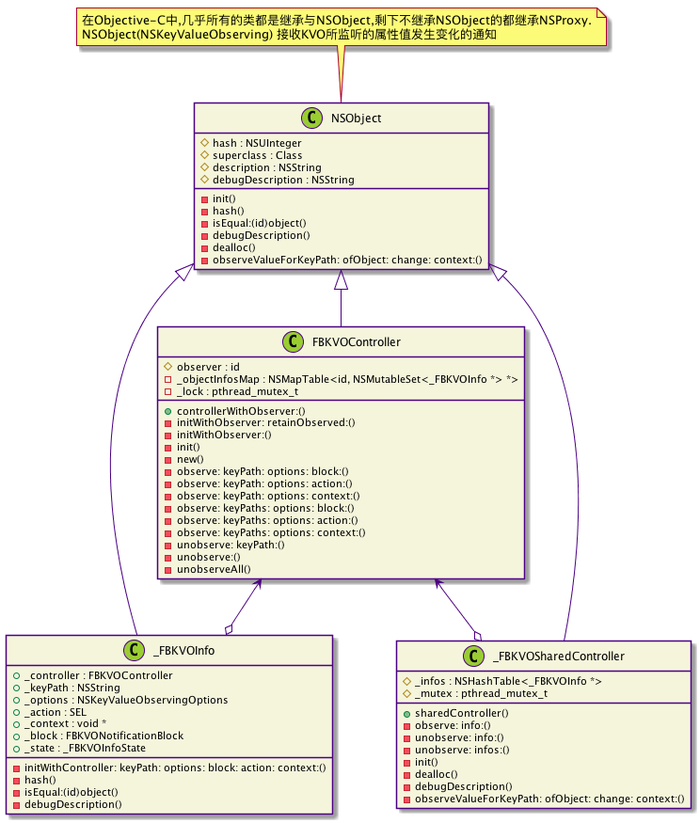 在Objective-C中,几乎所有的类都是继承与NSObject,剩下不继承NSObject的都继承NSProxy.
NSObject(NSKeyValueObserving) 接收KVO所监听的属性值发生变化的通知
C NSObject
hash : NSUInteger
superclass : Class
description : NSString
debugDescription : NSString
init()
hash()
isEqual:(id)object()
debugDescription()
dealloc()
observeValueForKeyPath: ofObject: change: context:()
C FBKVOController
observer : id
_objectInfosMap : NSMapTable<id, NSMutableSet<_FBKVOInfo *> *>
_lock : pthread_mutex_t
controllerWithObserver:()
initWithObserver: retainObserved:()
initWithObserver:()
init()
new()
observe: keyPath: options: block:()
observe: keyPath: options: action:()
observe: keyPath: options: context:()
observe: keyPaths: options: block:()
observe: keyPaths: options: action:()
observe: keyPaths: options: context:()
unobserve: keyPath:()
unobserve:()
unobserveAll()
C _FBKVOInfo
_controller : FBKVOController
_keyPath : NSString
_options : NSKeyValueObservingOptions
_action : SEL
_context : void *
_block : FBKVONotificationBlock
_state : _FBKVOInfoState
initWithController: keyPath: options: block: action: context:()
hash()
isEqual:(id)object()
debugDescription()
C _FBKVOSharedController
_infos : NSHashTable<_FBKVOInfo *>
_mutex : pthread_mutex_t
sharedController()
observe: info:()
unobserve: info:()
unobserve: infos:()
init()
dealloc()
debugDescription()
observeValueForKeyPath: ofObject: change: context:()